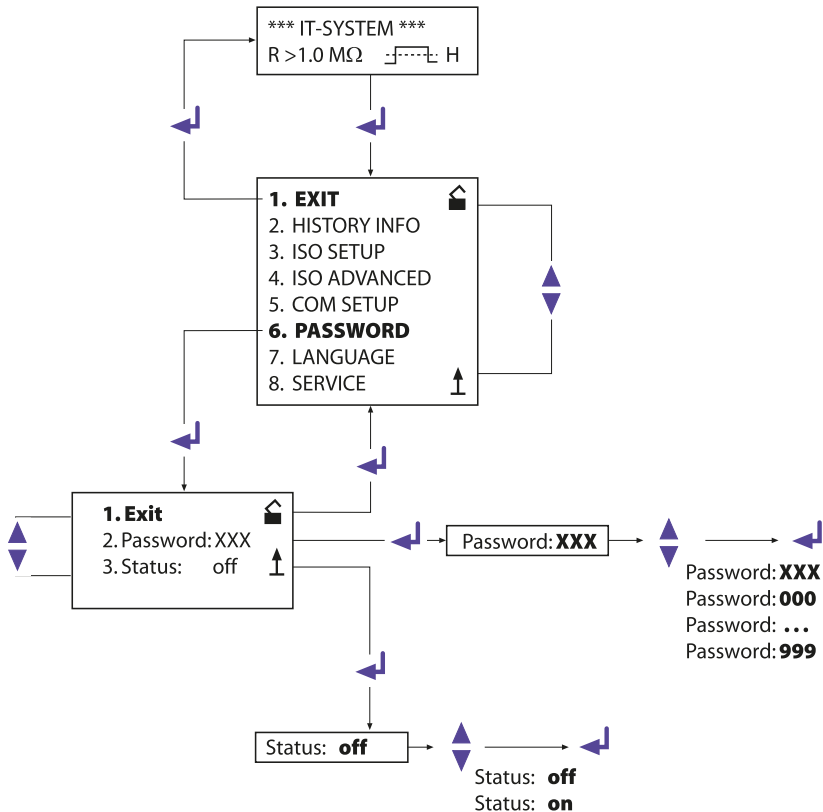 *** IT-SYSTEM ***
R >1.0 MΩ H
1. EXIT
2. HISTORY INFO
3. ISO SETUP
4. ISO ADVANCED
5. COM SETUP
6. PASSWORD
7. LANGUAGE
8. SERVICE
1. Exit
2. Password: XXX
3. Status: off
Password: XXX
Password: XXX
Password: 000
Password: ...
Password: 999
Status: off
Status: off
Status: on